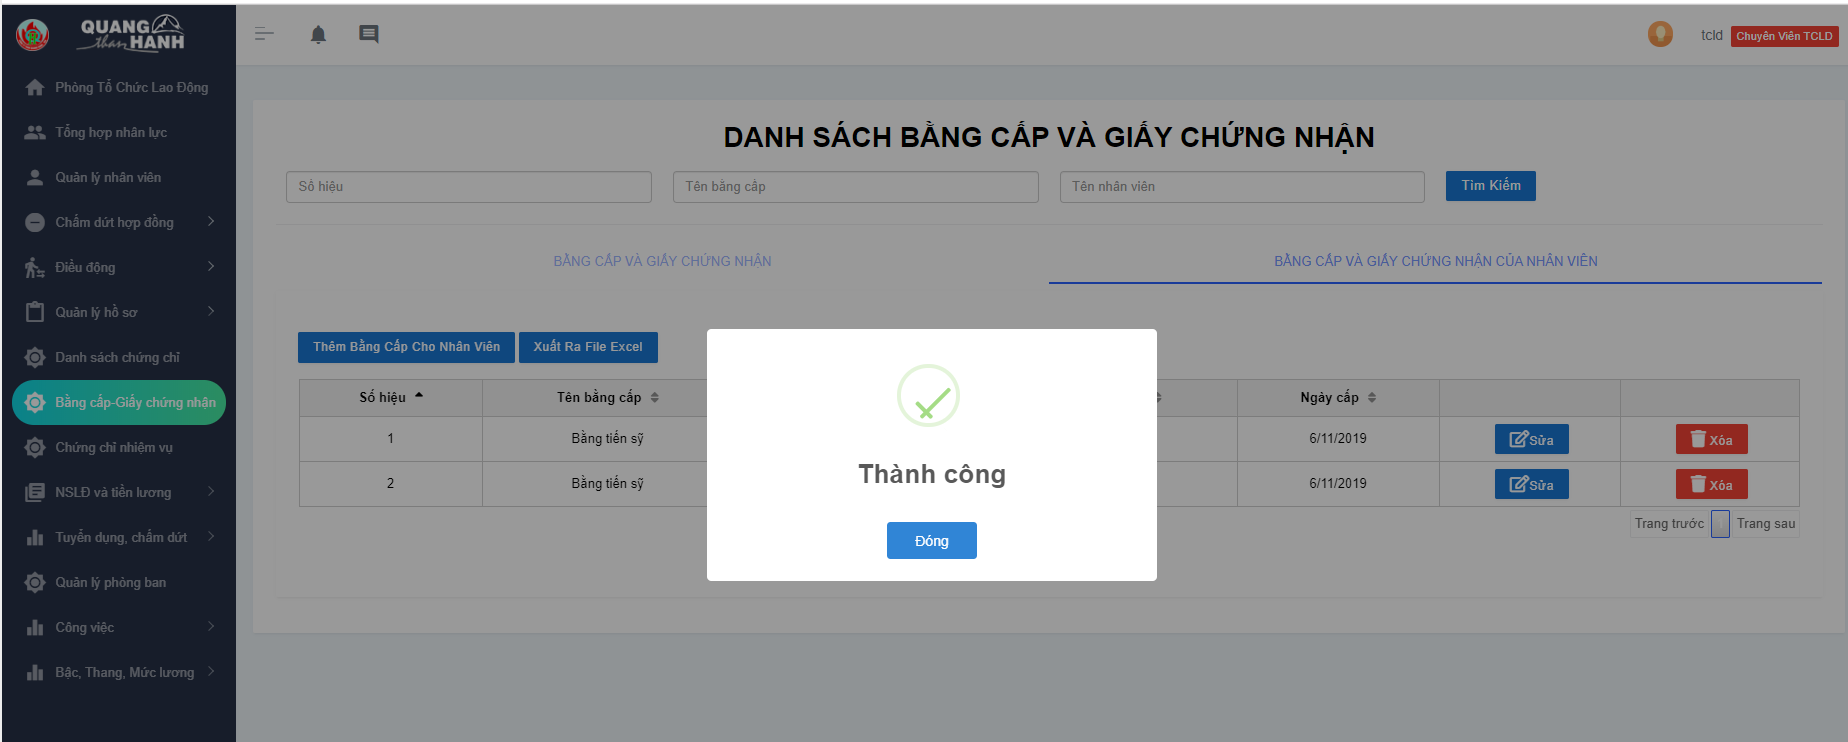 QUANG
than HANH
tcld Chuyên Viên TCLD
Phòng Tổ Chức Lao Động
Tổng hợp nhân lực
Quản lý nhân viên
Chấm dứt hợp đồng
Điều động
Quản lý hồ sơ
Danh sách chứng chỉ
Bằng cấp-Giấy chứng nhận
Chứng chỉ nhiệm vụ
NSLĐ và tiền lương
Tuyển dụng, chấm dứt
Quản lý phòng ban
Công việc
Bậc, Thang, Mức lương
DANH SÁCH BẰNG CẤP VÀ GIẤY CHỨNG NHẬN
Số hiệu Tên bằng cấp Tên nhân viên Tìm Kiếm
BẰNG CẤP VÀ GIẤY CHỨNG NHẬN BẰNG CẤP VÀ GIẤY CHỨNG NHẬN CỦA NHÂN VIÊN
Thêm Bằng Cấp Cho Nhân Viên Xuất Ra File Excel
Số hiệu Tên bằng cấp Ngày cấp
1 Bằng tiến sỹ 6/11/2019 Sửa Xóa
2 Bằng tiến sỹ 6/11/2019 Sửa Xóa
Trang trước 1 Trang sau
Thành công
Đóng